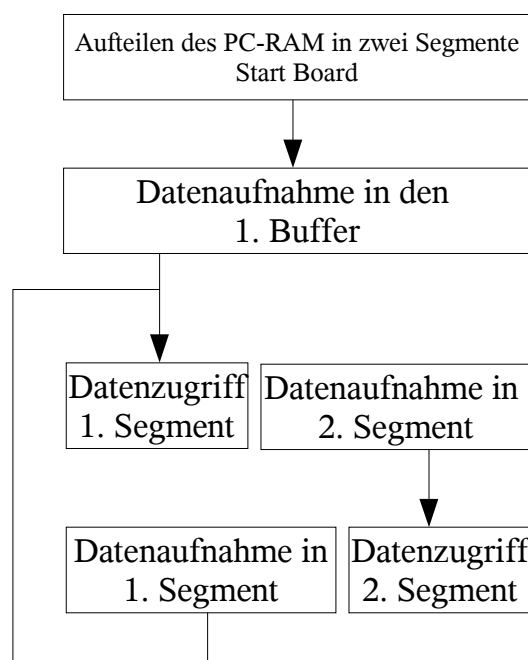 Aufteilen des PC-RAM in zwei Segmente
Start Board
Datenaufnahme in den
1. Buffer
Datenzugriff
1. Segment
Datenaufnahme in
2. Segment
Datenaufnahme in
1. Segment
Datenzugriff
2. Segment